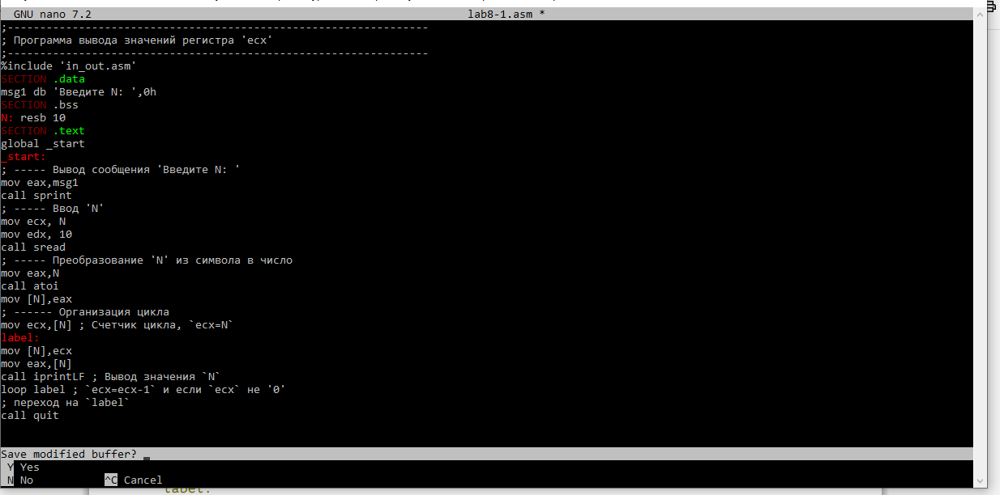 GNU nano 7.2 lab8-1.asm *
;-----------------------------------------------------------------
; Программа вывода значений регистра 'ecx'
;-----------------------------------------------------------------
%include 'in_out.asm'
SECTION .data
msg1 db 'Введите N: ',0h
SECTION .bss
N: resb 10
SECTION .text
global _start
_start:
; ----- Вывод сообщения 'Введите N: '
mov eax,msg1
call sprint
; ----- Ввод 'N'
mov ecx, N
mov edx, 10
call sread
; ----- Преобразование 'N' из символа в число
mov eax,N
call atoi
mov [N],eax
; ------ Организация цикла
mov ecx,[N] ; Счетчик цикла, `ecx=N`
label:
mov [N],ecx
mov eax,[N]
call iprintLF ; Вывод значения `N`
loop label ; `ecx=ecx-1` и если `ecx` не '0'
; переход на `label`
call quit
Save modified buffer?
Y Yes
N No ^C Cancel
label: